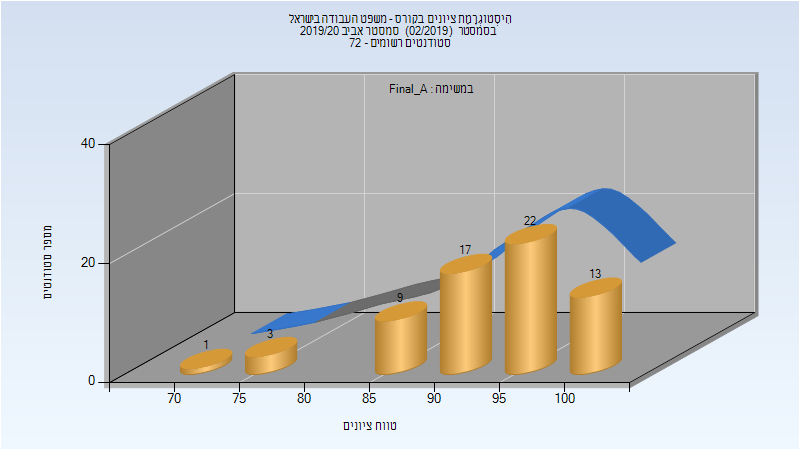 היסטוגרמת ציונים בקורס - משפט העבודה בישראל
בסמסטר (02/2019) סמסטר אביב 2019/20
סטודנטים רשומים - 72
במשימה : Final_A
מספר סטודנטים
40
20
0
1
3
9
17
22
13
70
75
80
85
90
95
100
טווח ציונים